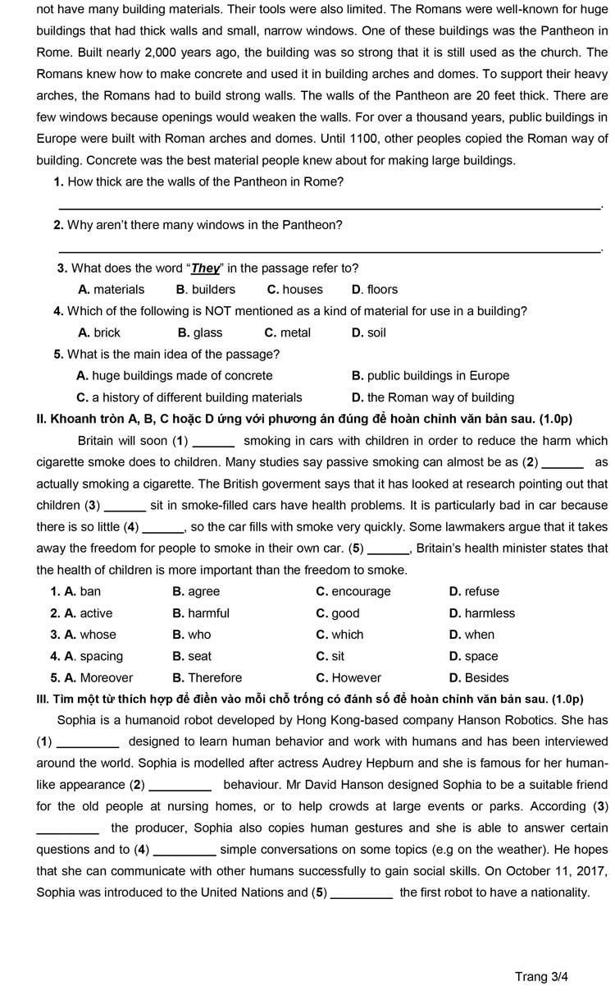 not have many building materials. Their tools were also limited. The Romans were well-known for huge
buildings that had thick walls and small, narrow windows. One of these buildings was the Pantheon in
Rome. Built nearly 2,000 years ago, the building was so strong that it is still used as the church. The
Romans knew how to make concrete and used it in building arches and domes. To support their heavy
arches, the Romans had to build strong walls. The walls of the Pantheon are 20 feet thick. There are
few windows because openings would weaken the walls. For over a thousand years, public buildings in
Europe were built with Roman arches and domes. Until 1100, other peoples copied the Roman way of
building. Concrete was the best material people knew about for making large buildings.
1. How thick are the walls of the Pantheon in Rome?
______________________________.
2. Why aren't there many windows in the Pantheon?
______________________________.
3. What does the word “They” in the passage refer to?
A. materials B. builders C. houses D. floors
4. Which of the following is NOT mentioned as a kind of material for use in a building?
A. brick B. glass C. metal D. soil
5. What is the main idea of the passage?
A. huge buildings made of concrete B. public buildings in Europe
C. a history of different building materials D. the Roman way of building
II. Khoanh tròn A, B, C hoặc D ứng với phương án đúng để hoàn chỉnh văn bản sau. (1.0p)
Britain will soon (1) ______ smoking in cars with children in order to reduce the harm which
cigarette smoke does to children. Many studies say passive smoking can almost be as (2) ______ as
actually smoking a cigarette. The British goverment says that it has looked at research pointing out that
children (3) ______ sit in smoke-filled cars have health problems. It is particularly bad in car because
there is so little (4) ______, so the car fills with smoke very quickly. Some lawmakers argue that it takes
away the freedom for people to smoke in their own car. (5) ______, Britain's health minister states that
the health of children is more important than the freedom to smoke.
1. A. ban B. agree C. encourage D. refuse
2. A. active B. harmful C. good D. harmless
3. A. whose B. who C. which D. when
4. A. spacing B. seat C. sit D. space
5. A. Moreover B. Therefore C. However D. Besides
III. Tìm một từ thích hợp để điền vào mỗi chỗ trống có đánh số để hoàn chỉnh văn bản sau. (1.0p)
Sophia is a humanoid robot developed by Hong Kong-based company Hanson Robotics. She has
(1) _________ designed to learn human behavior and work with humans and has been interviewed
around the world. Sophia is modelled after actress Audrey Hepburn and she is famous for her human-
like appearance (2) _________ behaviour. Mr David Hanson designed Sophia to be a suitable friend
for the old people at nursing homes, or to help crowds at large events or parks. According (3)
_________ the producer, Sophia also copies human gestures and she is able to answer certain
questions and to (4) _________ simple conversations on some topics (e.g on the weather). He hopes
that she can communicate with other humans successfully to gain social skills. On October 11, 2017,
Sophia was introduced to the United Nations and (5) _________ the first robot to have a nationality.
Trang 3/4